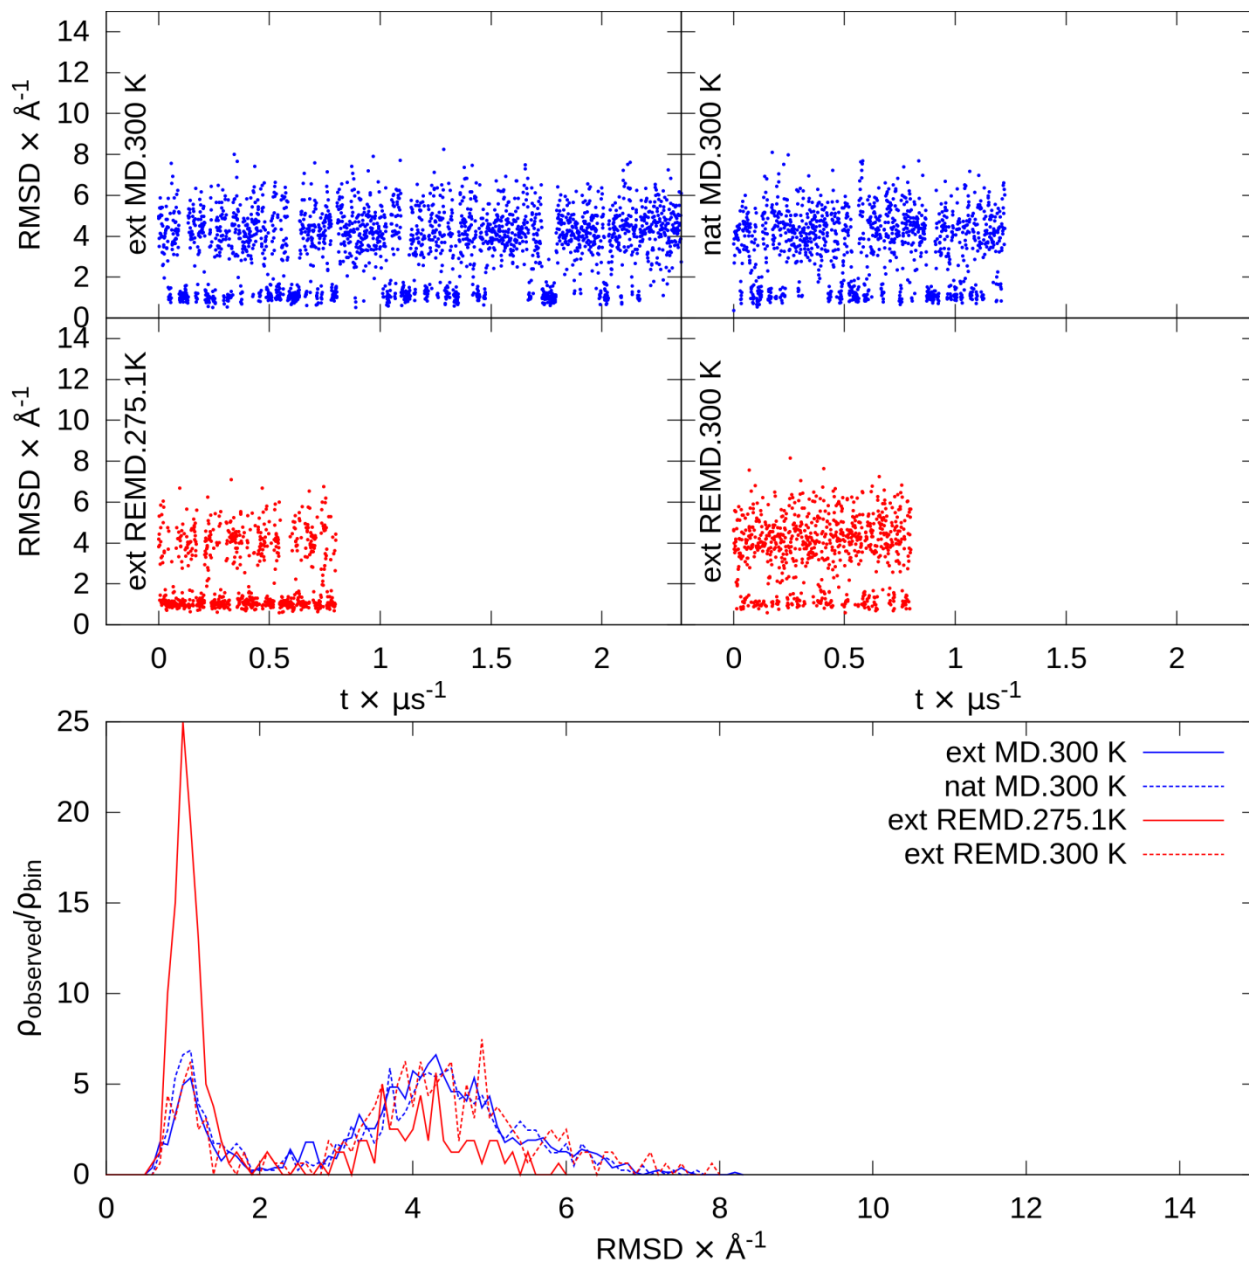 14
12
10
8
6
4
2
0
RMSD × Å⁻¹
ext MD.300 K
nat MD.300 K
14
12
10
8
6
4
2
0
RMSD × Å⁻¹
ext REMD.275.1K
ext REMD.300 K
0 0.5 1 1.5 2
0 0.5 1 1.5 2
t × μs⁻¹
t × μs⁻¹
25
20
15
10
5
0
ρobserved/ρbin
ext MD.300 K
nat MD.300 K
ext REMD.275.1K
ext REMD.300 K
0 2 4 6 8 10 12 14
RMSD × Å⁻¹